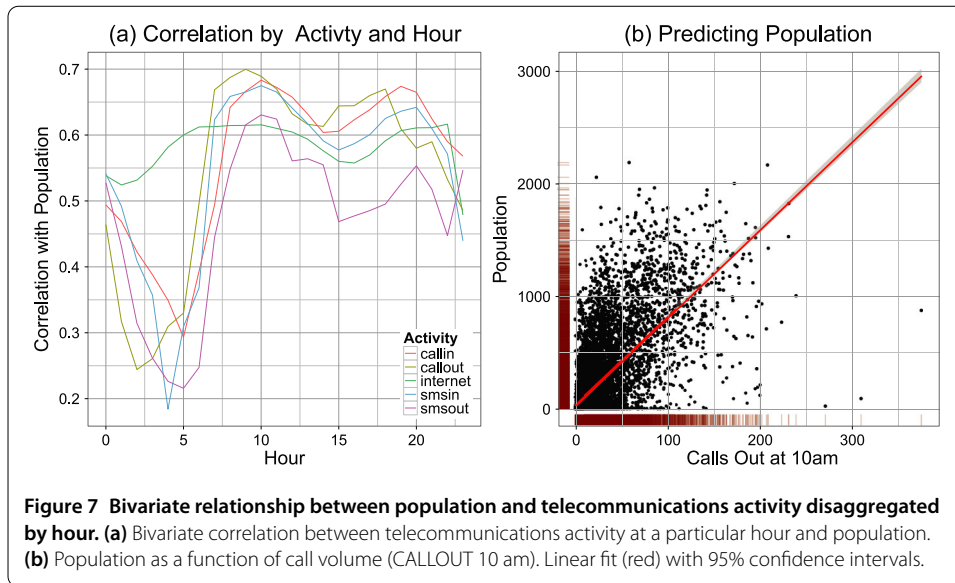 (a) Correlation by Activty and Hour
0.7
0.6
0.5
0.4
0.3
0.2
Correlation with Population
0
5
10
15
20
Hour
Activity
callin
callout
internet
smsin
smsout
(b) Predicting Population
3000
2000
1000
0
Population
0
100
200
300
Calls Out at 10am
Figure 7 Bivariate relationship between population and telecommunications activity disaggregated
by hour. (a) Bivariate correlation between telecommunications activity at a particular hour and population.
(b) Population as a function of call volume (CALLOUT 10 am). Linear fit (red) with 95% confidence intervals.